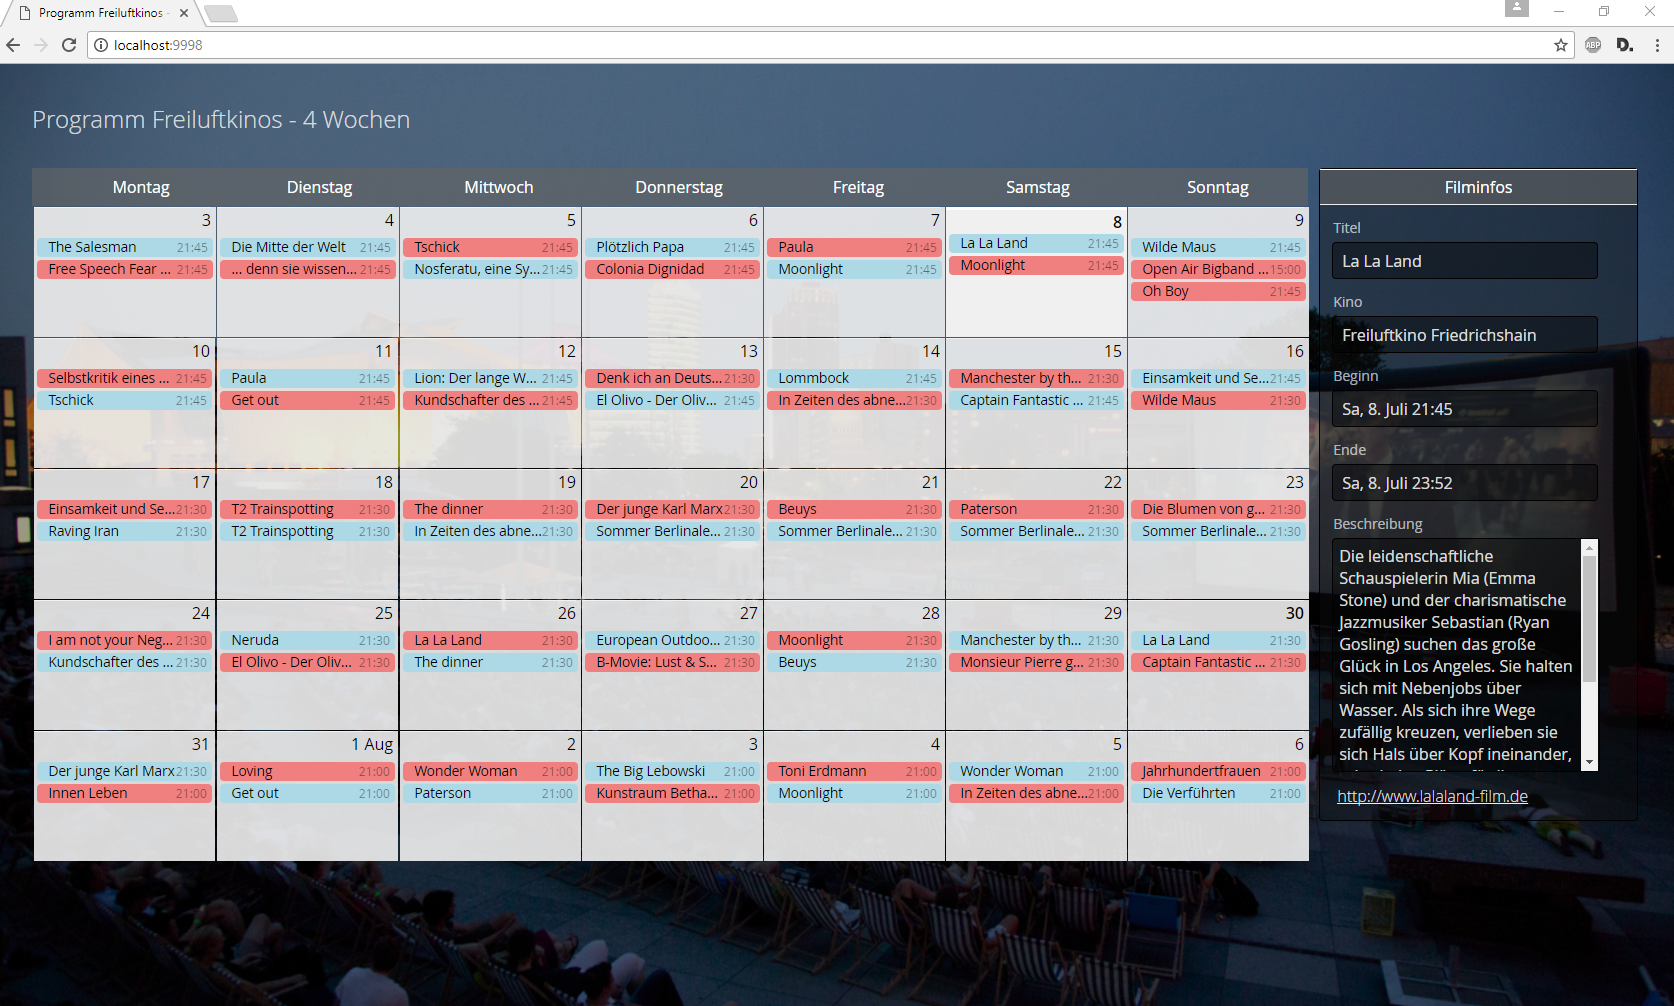 Programm Freiluftkinos -
localhost:9998
ABP
D.
Programm Freiluftkinos - 4 Wochen
Montag Dienstag Mittwoch Donnerstag Freitag Samstag Sonntag
3 4 5 6 7 8 9
The Salesman 21:45 Die Mitte der Welt 21:45 Tschick 21:45 Plötzlich Papa 21:45 Paula 21:45 La La Land 21:45 Wilde Maus 21:45
Free Speech Fear ... 21:45 ... denn sie wissen... 21:45 Nosferatu, eine Sy... 21:45 Colonia Dignidad 21:45 Moonlight 21:45 Moonlight 21:45 Open Air Bigband ... 15:00
Oh Boy 21:45
10 11 12 13 14 15 16
Selbstkritik eines ... 21:45 Paula 21:45 Lion: Der lange W... 21:45 Denk ich an Deuts... 21:30 Lommbock 21:45 Manchester by th... 21:30 Einsamkeit und Se... 21:45
Tschick 21:45 Get out 21:45 Kundschafter des ... 21:45 El Olivo - Der Oliv... 21:45 In Zeiten des abne... 21:30 Captain Fantastic ... 21:45 Wilde Maus 21:30
17 18 19 20 21 22 23
Einsamkeit und Se... 21:30 T2 Trainspotting 21:30 The dinner 21:30 Der junge Karl Marx 21:30 Beuys 21:30 Paterson 21:30 Die Blumen von g... 21:30
Raving Iran 21:30 T2 Trainspotting 21:30 In Zeiten des abne... 21:30 Sommer Berlinale... 21:30 Sommer Berlinale... 21:30 Sommer Berlinale... 21:30 Sommer Berlinale... 21:30
24 25 26 27 28 29 30
I am not your Neg... 21:30 Neruda 21:30 La La Land 21:30 European Outdoo... 21:30 Moonlight 21:30 Manchester by th... 21:30 La La Land 21:30
Kundschafter des ... 21:30 El Olivo - Der Oliv... 21:30 The dinner 21:30 B-Movie: Lust & S... 21:30 Beuys 21:30 Monsieur Pierre g... 21:30 Captain Fantastic ... 21:30
31 1 Aug 2 3 4 5 6
Der junge Karl Marx 21:30 Loving 21:00 Wonder Woman 21:00 The Big Lebowski 21:00 Toni Erdmann 21:00 Wonder Woman 21:00 Jahrhundertfrauen 21:00
Innen Leben 21:00 Get out 21:00 Paterson 21:00 Kunstraum Betha... 21:00 Moonlight 21:00 In Zeiten des abne... 21:00 Die Verführten 21:00
Filminfos
Titel
La La Land
Kino
Freiluftkino Friedrichshain
Beginn
Sa, 8. Juli 21:45
Ende
Sa, 8. Juli 23:52
Beschreibung
Die leidenschaftliche
Schauspielerin Mia (Emma
Stone) und der charismatische
Jazzmusiker Sebastian (Ryan
Gosling) suchen das große
Glück in Los Angeles. Sie halten
sich mit Nebenjobs über
Wasser. Als sich ihre Wege
zufällig kreuzen, verlieben sie
sich Hals über Kopf ineinander,
http://www.lalaland-film.de